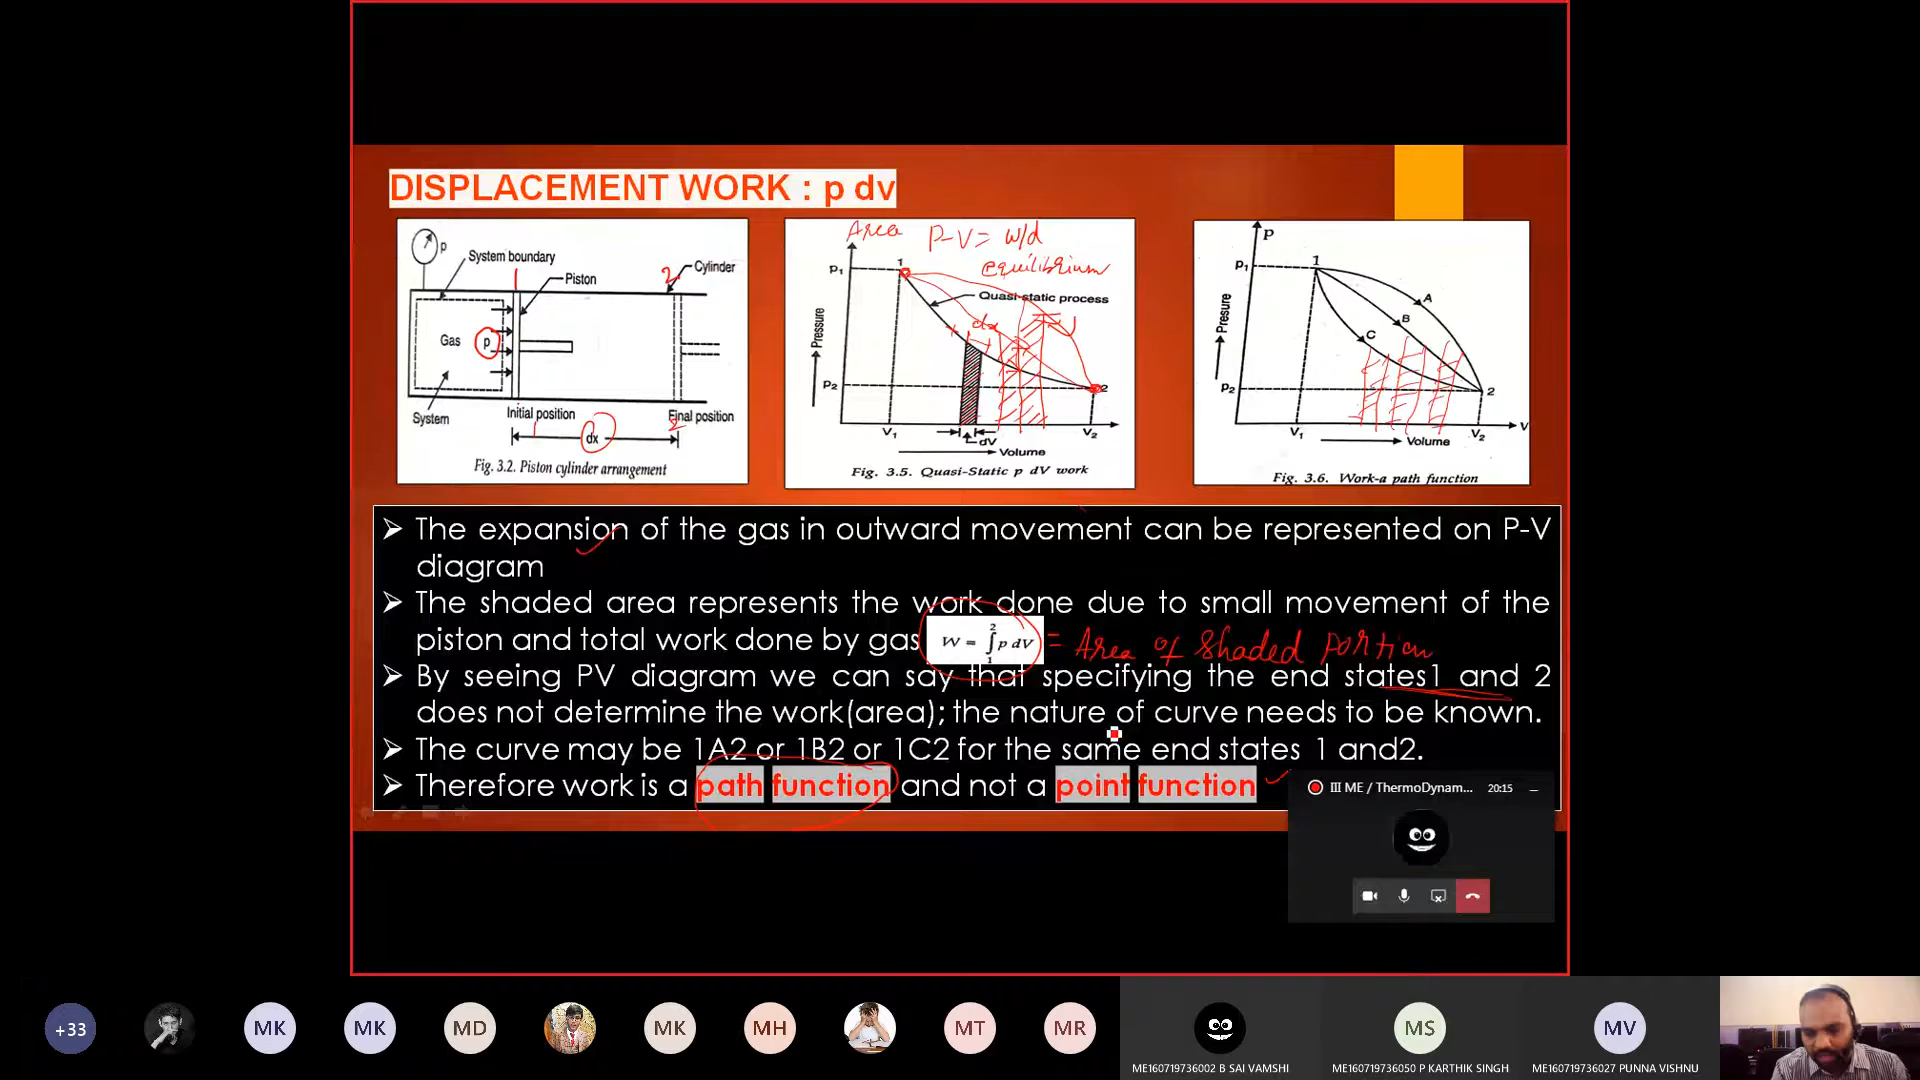 DISPLACEMENT WORK : p dv
p
System boundary
1
Piston
2
Cylinder
Gas
p
System
Initial position
Final position
1
dx
2
Fig. 3.2. Piston cylinder arrangement
Area P-V = w/d
equilibrium
p1
1
Quasi-static process
dx
Pressure
p2
2
V1
dV
V2
Volume
Fig. 3.5. Quasi-Static p dV work
P
p1
1
A
B
C
Presure
p2
2
V1
Volume
V2
V
Fig. 3.6. Work-a path function
➢ The expansion of the gas in outward movement can be represented on P-V
diagram
➢ The shaded area represents the work done due to small movement of the
piston and total work done by gas W = ∫₁² p dV = Area of shaded portion
➢ By seeing PV diagram we can say that specifying the end states1 and 2
does not determine the work(area); the nature of curve needs to be known.
➢ The curve may be 1A2 or 1B2 or 1C2 for the same end states 1 and2.
➢ Therefore work is a path function and not a point function
III ME / ThermoDynam... 20:15
+33
MK
MK
MD
MK
MH
MT
MR
MS
MV
ME160719736002 B SAI VAMSHI
ME160719736050 P KARTHIK SINGH
ME160719736027 PUNNA VISHNU